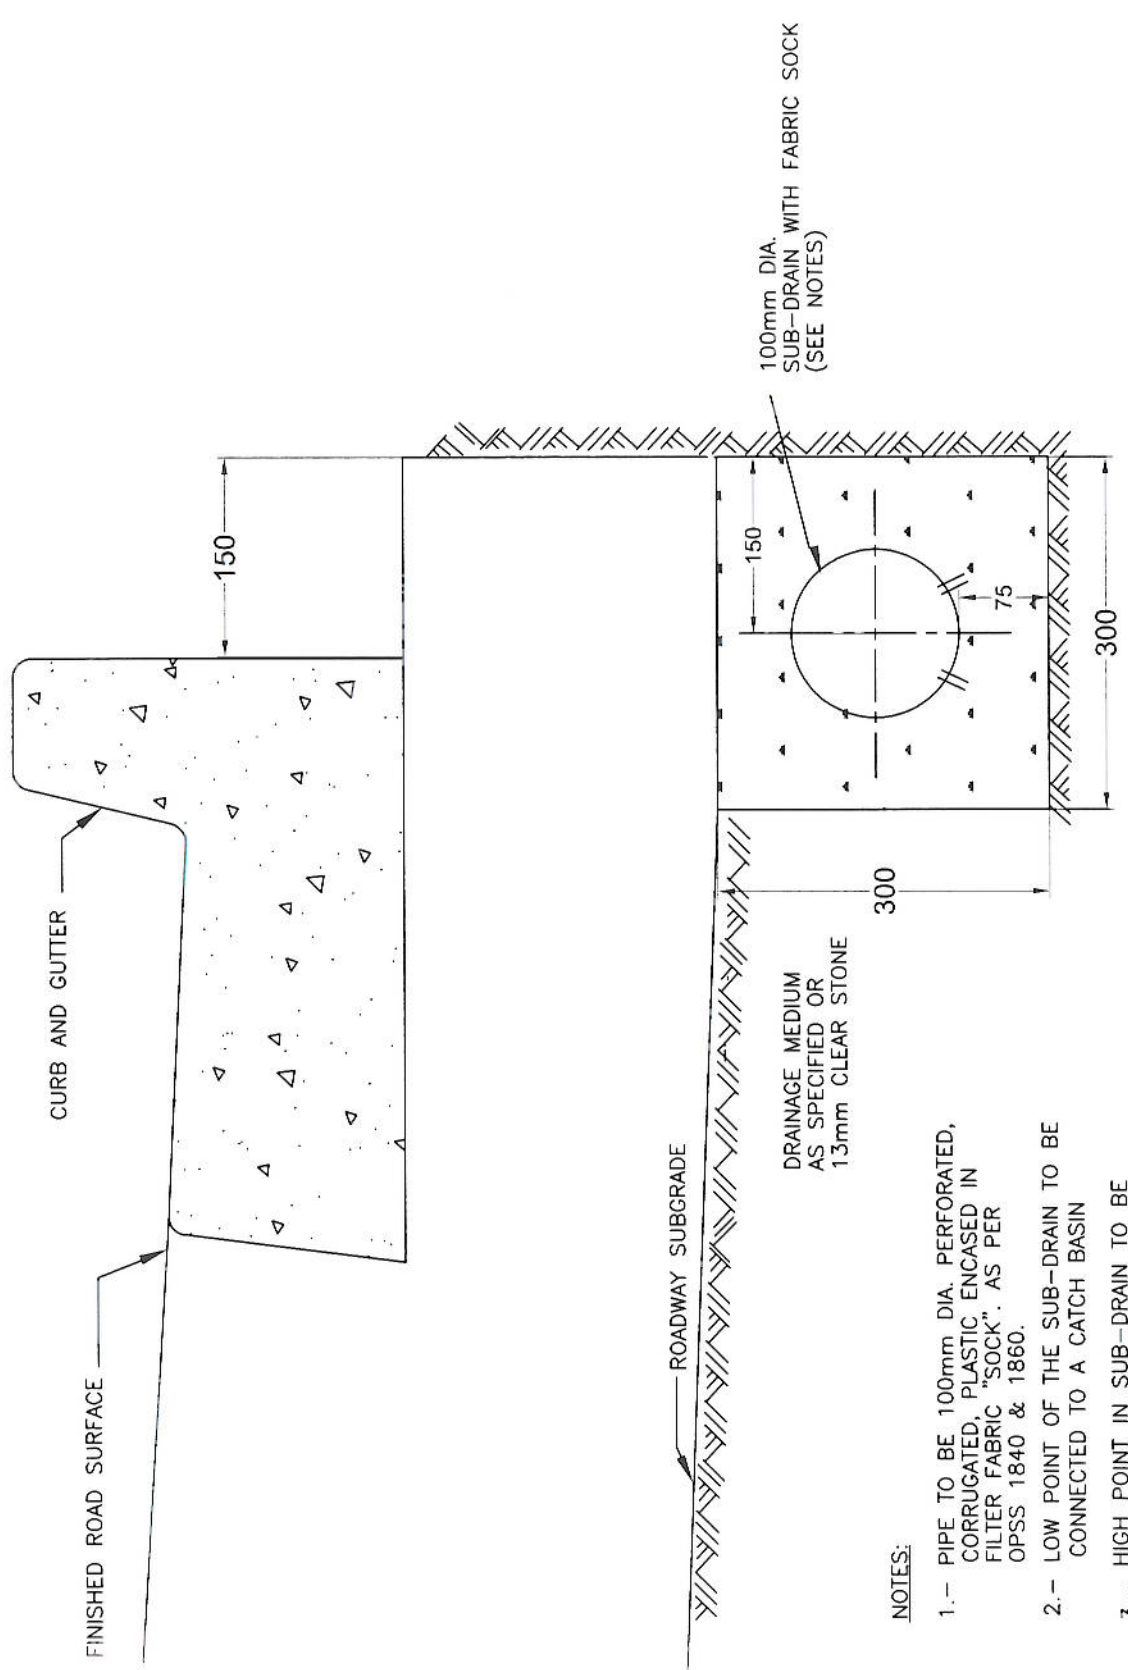 CURB AND GUTTER
FINISHED ROAD SURFACE
150
ROADWAY SUBGRADE
100mm DIA.
SUB-DRAIN WITH FABRIC SOCK
(SEE NOTES)
150
75
300
300
DRAINAGE MEDIUM
AS SPECIFIED OR
13mm CLEAR STONE
NOTES:
1.- PIPE TO BE 100mm DIA. PERFORATED,
CORRUGATED, PLASTIC ENCASED IN
FILTER FABRIC "SOCK". AS PER
OPSS 1840 & 1860.
2.- LOW POINT OF THE SUB-DRAIN TO BE
CONNECTED TO A CATCH BASIN
HIGH POINT IN SUB-DRAIN TO BE